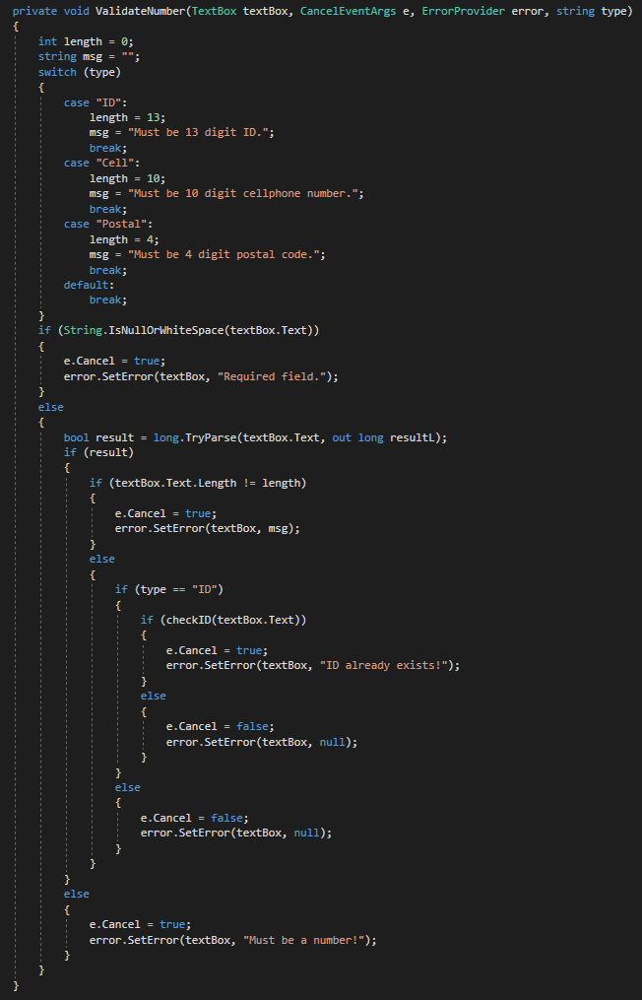 private void ValidateNumber(TextBox textBox, CancelEventArgs e, ErrorProvider error, string type)
{
    int length = 0;
    string msg = "";
    switch (type)
    {
        case "ID":
            length = 13;
            msg = "Must be 13 digit ID.";
            break;
        case "Cell":
            length = 10;
            msg = "Must be 10 digit cellphone number.";
            break;
        case "Postal":
            length = 4;
            msg = "Must be 4 digit postal code.";
            break;
        default:
            break;
    }
    if (String.IsNullOrWhiteSpace(textBox.Text))
    {
        e.Cancel = true;
        error.SetError(textBox, "Required field.");
    }
    else
    {
        bool result = long.TryParse(textBox.Text, out long resultL);
        if (result)
        {
            if (textBox.Text.Length != length)
            {
                e.Cancel = true;
                error.SetError(textBox, msg);
            }
            else
            {
                if (type == "ID")
                {
                    if (checkID(textBox.Text))
                    {
                        e.Cancel = true;
                        error.SetError(textBox, "ID already exists!");
                    }
                    else
                    {
                        e.Cancel = false;
                        error.SetError(textBox, null);
                    }
                }
                else
                {
                    e.Cancel = false;
                    error.SetError(textBox, null);
                }
            }
        }
        else
        {
            e.Cancel = true;
            error.SetError(textBox, "Must be a number!");
        }
    }
}